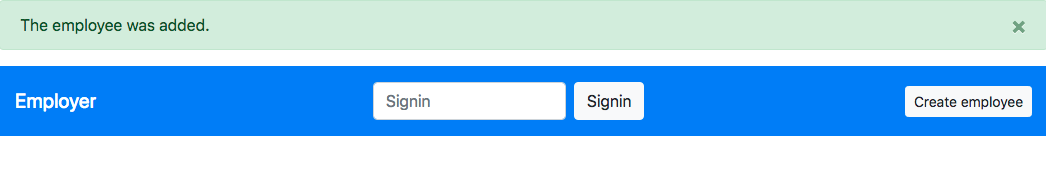 The employee was added. ×
Employer Signin Signin Create employee